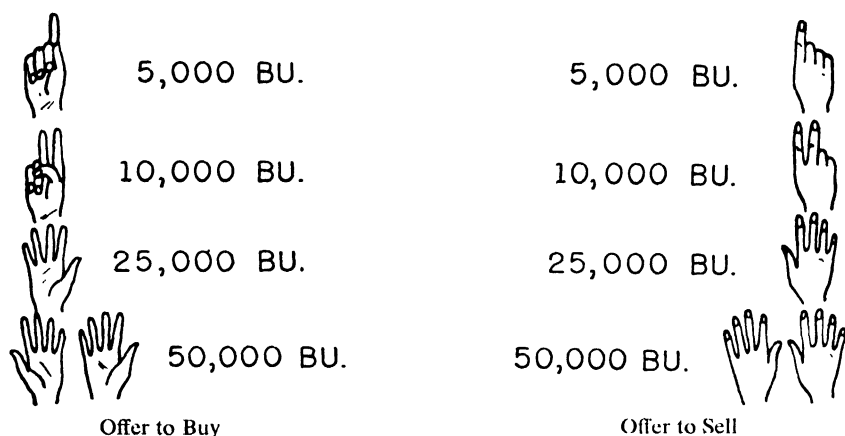 5,000 BU.
10,000 BU.
25,000 BU.
50,000 BU.
Offer to Buy
5,000 BU.
10,000 BU.
25,000 BU.
50,000 BU.
Offer to Sell